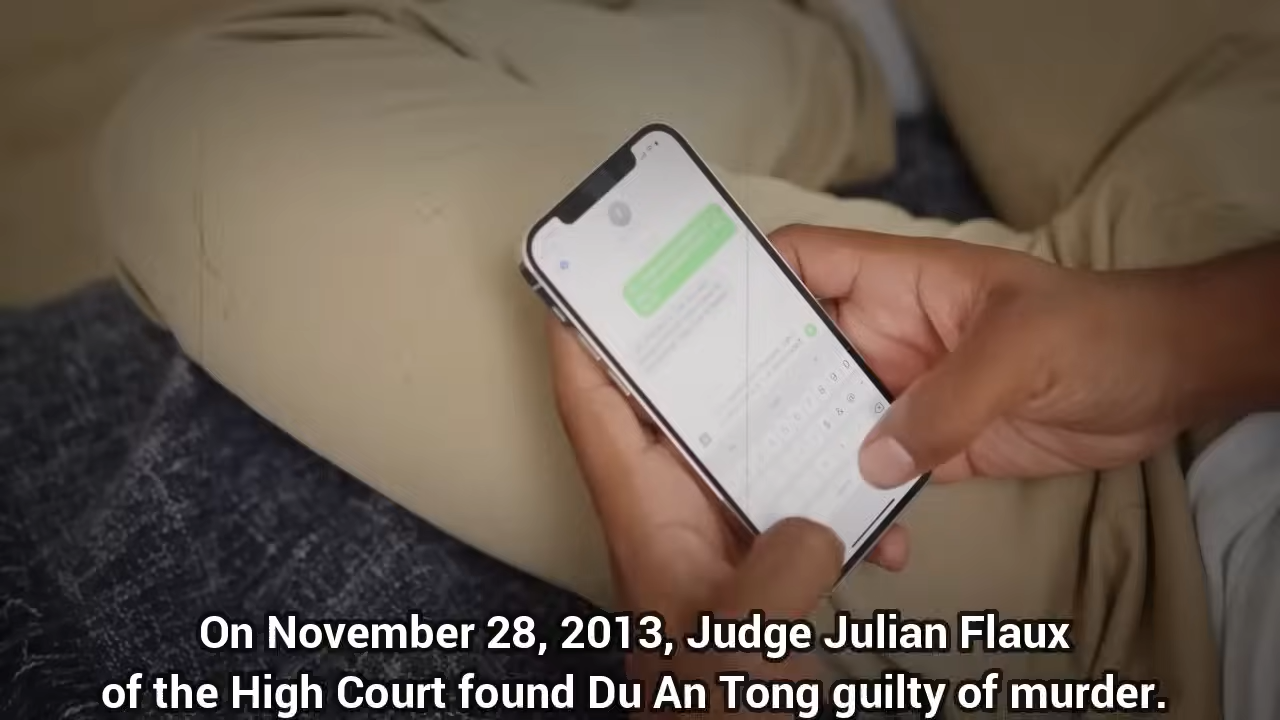 On November 28, 2013, Judge Julian Flaux
of the High Court found Du An Tong guilty of murder.